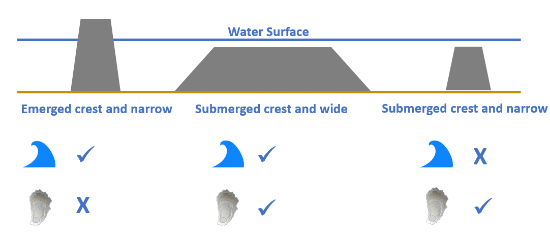 Water Surface
Emerged crest and narrow
Submerged crest and wide
Submerged crest and narrow
X
X